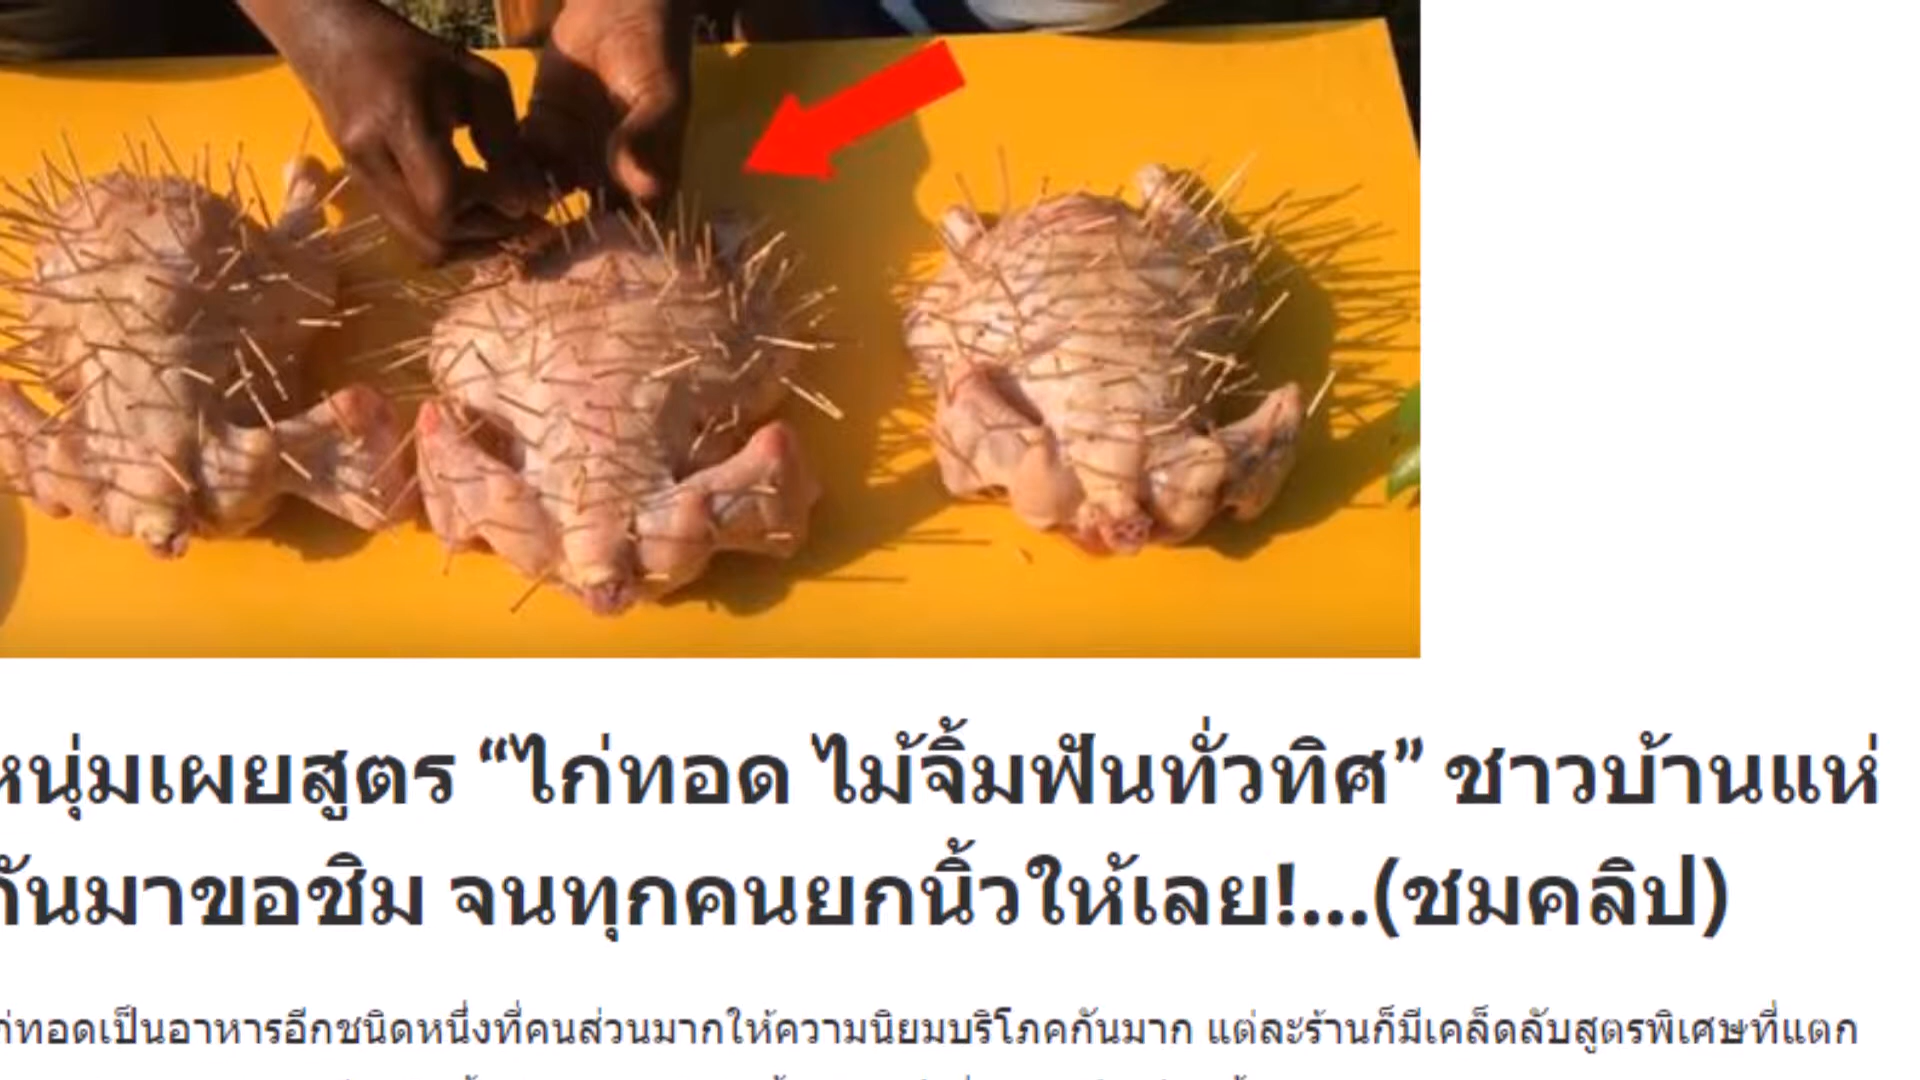 หนุ่มเผยสูตร “ไก่ทอด ไม้จิ้มฟันทั่วทิศ” ชาวบ้านแห่
กันมาขอชิม จนทุกคนยกนิ้วให้เลย!...(ชมคลิป)
ก่ทอดเป็นอาหารอีกชนิดหนึ่งที่คนส่วนมากให้ความนิยมบริโภคกันมาก แต่ละร้านก็มีเคล็ดลับสูตรพิเศษที่แตก